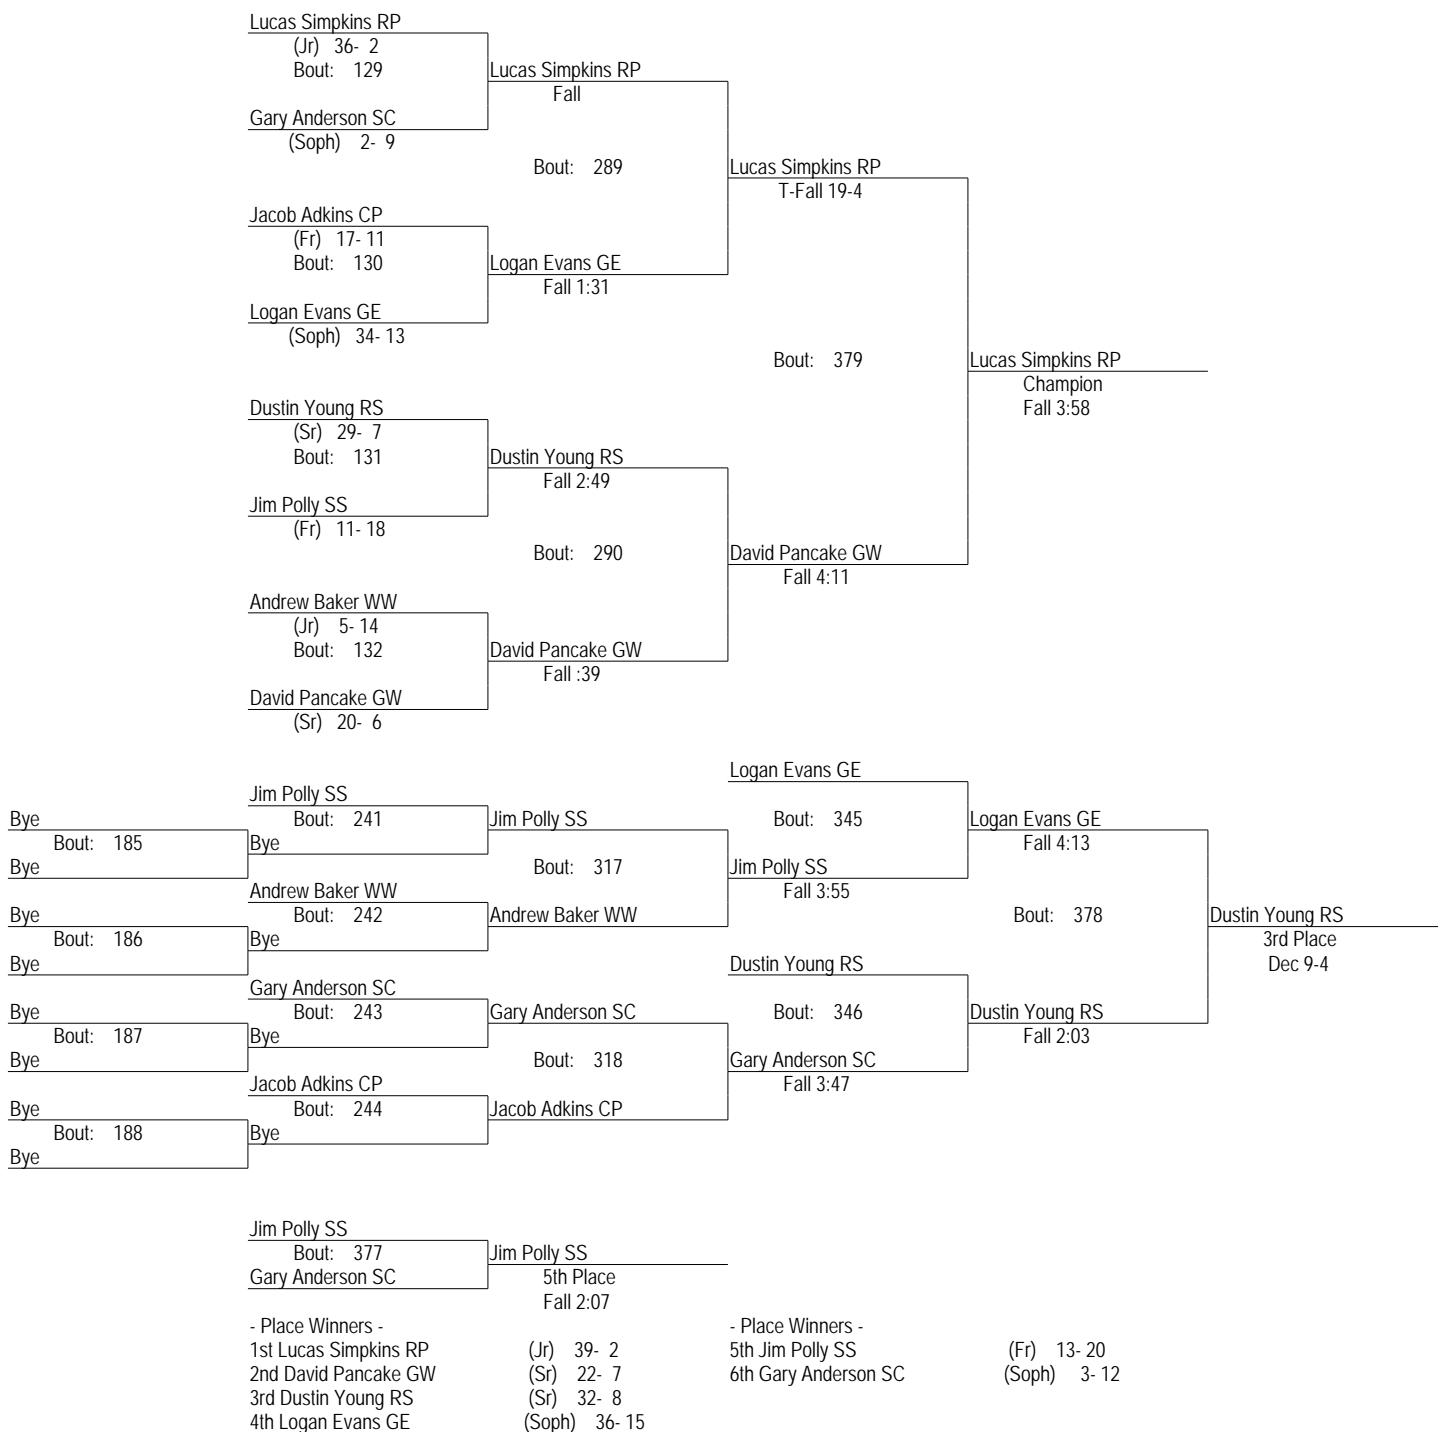 Lucas Simpkins RP
(Jr) 36- 2
Bout: 129
Lucas Simpkins RP
Fall
Gary Anderson SC
(Soph) 2- 9
Bout: 289
Lucas Simpkins RP
T-Fall 19-4
Jacob Adkins CP
(Fr) 17- 11
Bout: 130
Logan Evans GE
Fall 1:31
Logan Evans GE
(Soph) 34- 13
Bout: 379
Lucas Simpkins RP
Champion
Fall 3:58
Dustin Young RS
(Sr) 29- 7
Bout: 131
Dustin Young RS
Fall 2:49
Jim Polly SS
(Fr) 11- 18
Bout: 290
David Pancake GW
Fall 4:11
Andrew Baker WW
(Jr) 5- 14
Bout: 132
David Pancake GW
Fall :39
David Pancake GW
(Sr) 20- 6
Logan Evans GE
Jim Polly SS
Bye
Bout: 241
Jim Polly SS
Bout: 345
Logan Evans GE
Bout: 185
Bye
Fall 4:13
Bye
Bout: 317
Jim Polly SS
Andrew Baker WW
Fall 3:55
Bye
Bout: 242
Andrew Baker WW
Bout: 378
Dustin Young RS
Bout: 186
Bye
3rd Place
Bye
Dustin Young RS
Dec 9-4
Gary Anderson SC
Bye
Bout: 243
Gary Anderson SC
Bout: 346
Dustin Young RS
Bout: 187
Bye
Fall 2:03
Bye
Bout: 318
Gary Anderson SC
Jacob Adkins CP
Fall 3:47
Bye
Bout: 244
Jacob Adkins CP
Bout: 188
Bye
Bye
Jim Polly SS
Bout: 377
Jim Polly SS
Gary Anderson SC
5th Place
Fall 2:07
- Place Winners -
1st Lucas Simpkins RP (Jr) 39- 2
2nd David Pancake GW (Sr) 22- 7
3rd Dustin Young RS (Sr) 32- 8
4th Logan Evans GE (Soph) 36- 15
- Place Winners -
5th Jim Polly SS (Fr) 13- 20
6th Gary Anderson SC (Soph) 3- 12